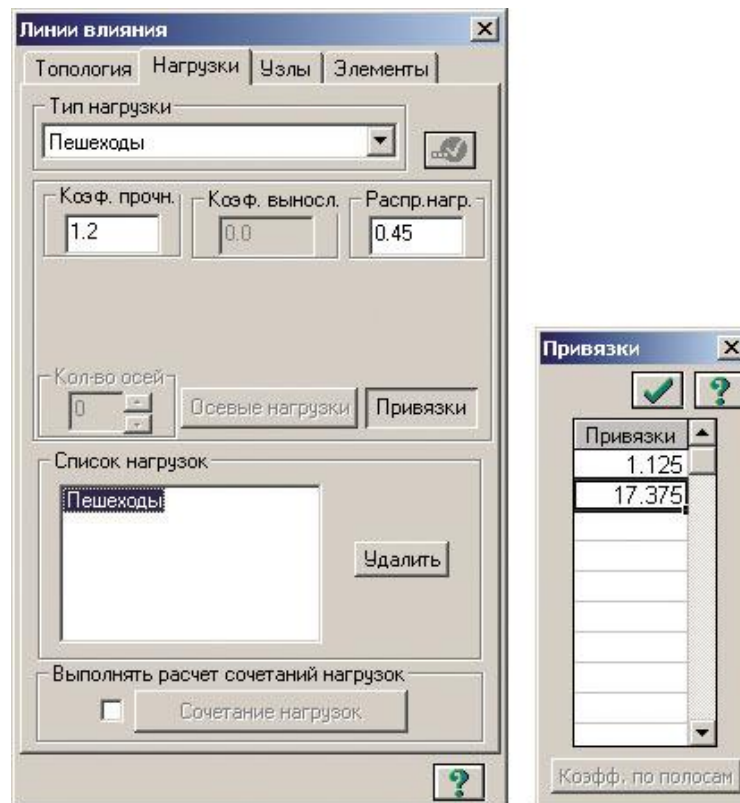 Линии влияния
Топология Нагрузки Узлы Элементы
Тип нагрузки
Пешеходы
Коэф. прочн. Коэф. выносл. Распр.нагр.
1.2 0.0 0.45
Кол-во осей
0 Осевые нагрузки Привязки
Список нагрузок
Пешеходы
Удалить
Выполнять расчет сочетаний нагрузок
Сочетание нагрузок
?
Привязки
?
Привязки
1.125
17.375
Коэфф. по полосам